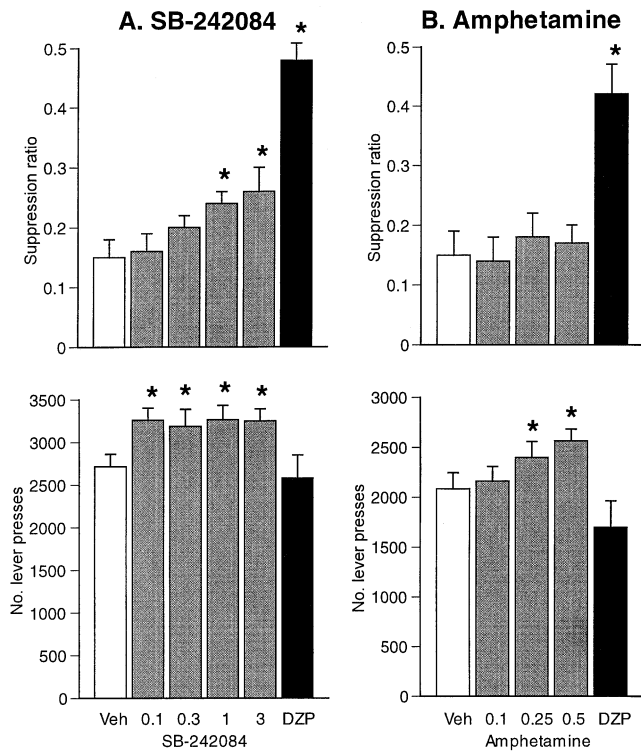 A. SB-242084
B. Amphetamine
Suppression ratio
0.5
0.4
0.3
0.2
0.1
0
*
*
*
Suppression ratio
0.5
0.4
0.3
0.2
0.1
0
*
No. lever presses
3500
3000
2500
2000
1500
1000
500
0
* * * *
Veh 0.1 0.3 1 3 DZP
SB-242084
No. lever presses
3000
2500
2000
1500
1000
500
0
* *
Veh 0.1 0.25 0.5 DZP
Amphetamine